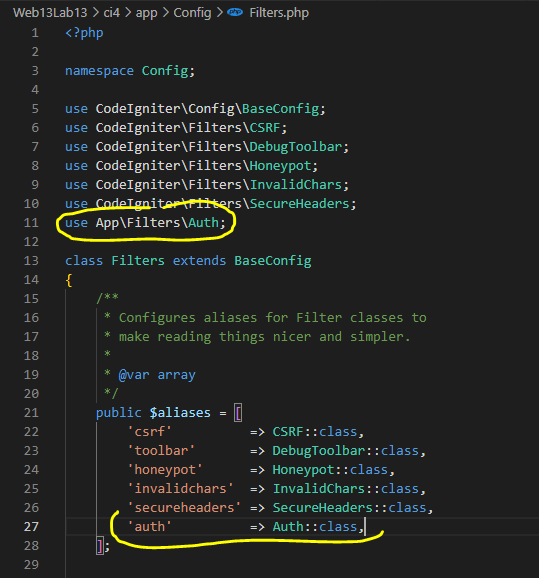 Web13Lab13 > ci4 > app > Config > Filters.php
1 <?php
2
3 namespace Config;
4
5 use CodeIgniter\Config\BaseConfig;
6 use CodeIgniter\Filters\CSRF;
7 use CodeIgniter\Filters\DebugToolbar;
8 use CodeIgniter\Filters\Honeypot;
9 use CodeIgniter\Filters\InvalidChars;
10 use CodeIgniter\Filters\SecureHeaders;
11 use App\Filters\Auth;
12
13 class Filters extends BaseConfig
14 {
15     /**
16      * Configures aliases for Filter classes to
17      * make reading things nicer and simpler.
18      *
19      * @var array
20      */
21     public $aliases = [
22         'csrf'          => CSRF::class,
23         'toolbar'       => DebugToolbar::class,
24         'honeypot'      => Honeypot::class,
25         'invalidchars'  => InvalidChars::class,
26         'secureheaders' => SecureHeaders::class,
27         'auth'          => Auth::class,
28     ];
29